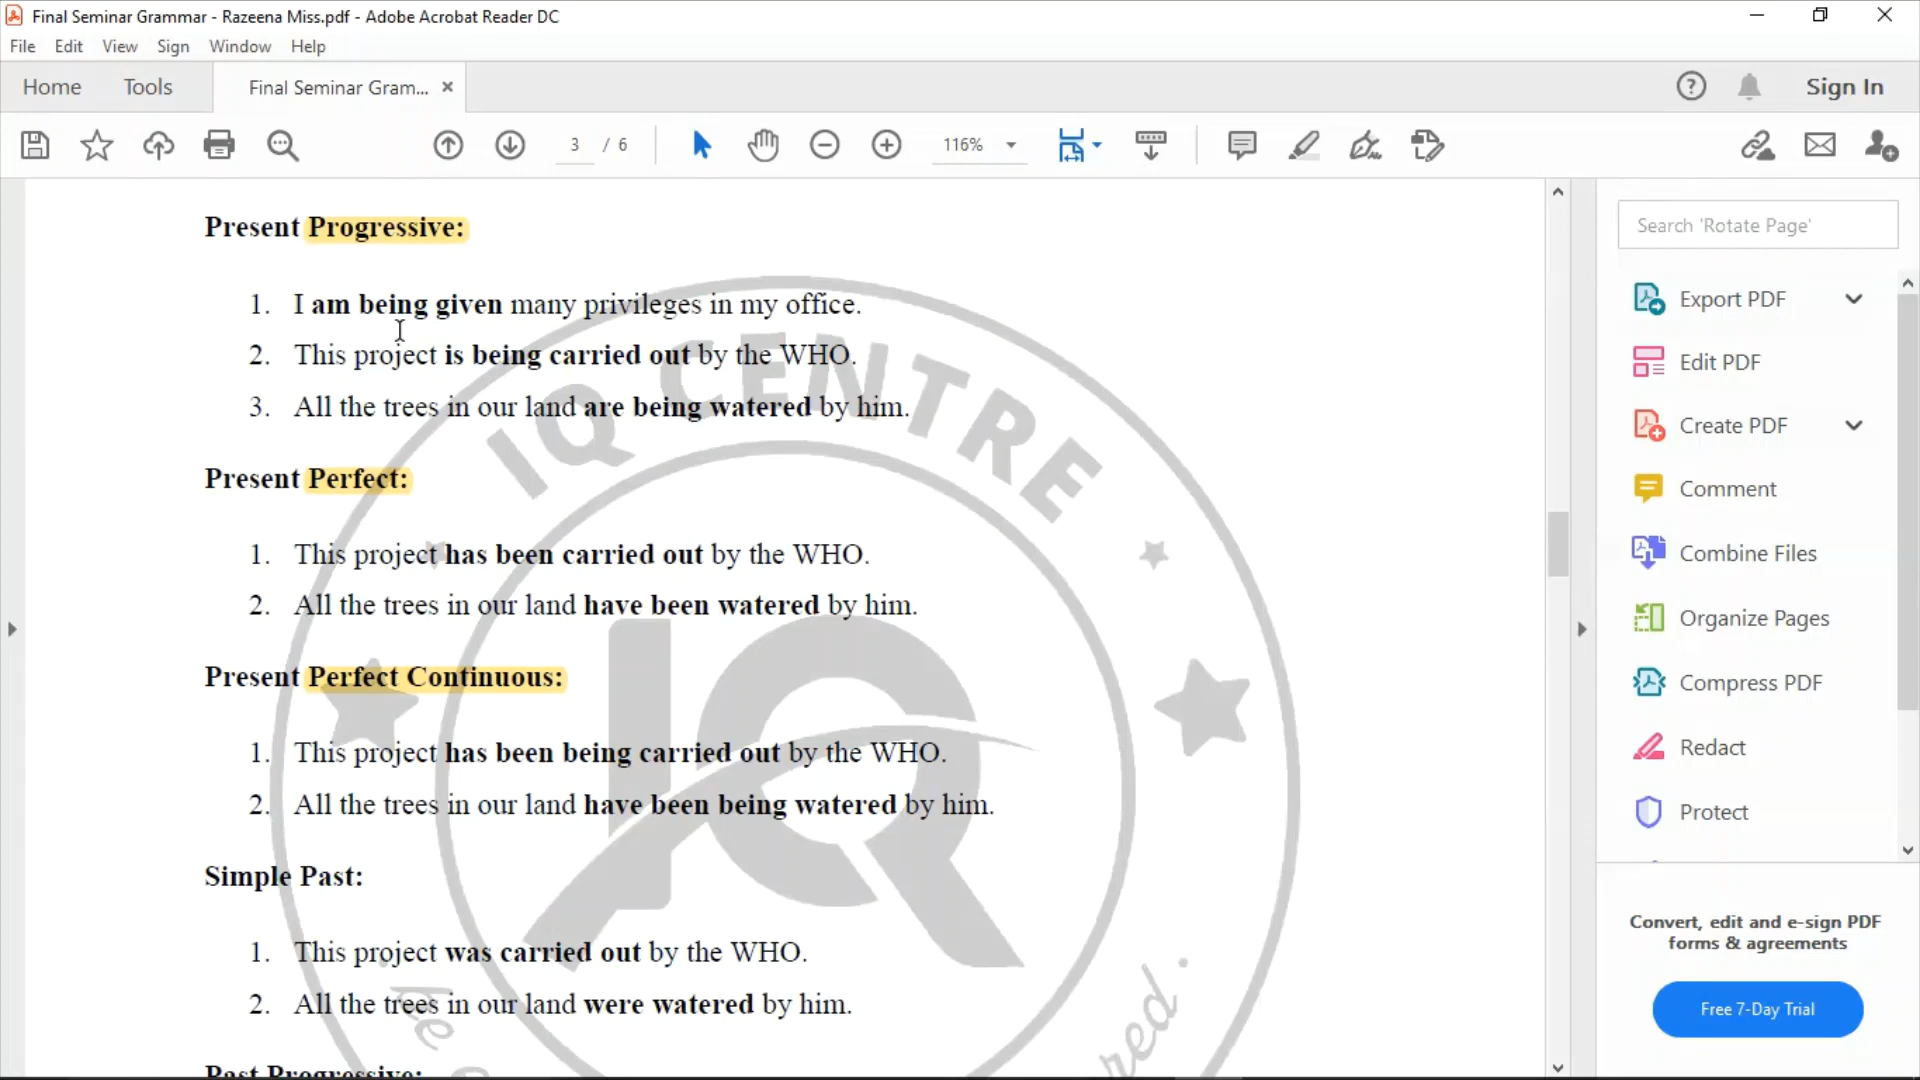 Final Seminar Grammar - Razeena Miss.pdf - Adobe Acrobat Reader DC
File Edit View Sign Window Help
Home Tools Final Seminar Gram... Sign In
3 / 6 116%
Present Progressive:
1. I am being given many privileges in my office.
2. This project is being carried out by the WHO.
3. All the trees in our land are being watered by him.
Present Perfect:
1. This project has been carried out by the WHO.
2. All the trees in our land have been watered by him.
Present Perfect Continuous:
1. This project has been being carried out by the WHO.
2. All the trees in our land have been being watered by him.
Simple Past:
1. This project was carried out by the WHO.
2. All the trees in our land were watered by him.
Past Progressive:
IQ CENTRE
IQ
be
Search 'Rotate Page'
Export PDF
Edit PDF
Create PDF
Comment
Combine Files
Organize Pages
Compress PDF
Redact
Protect
Convert, edit and e-sign PDF
forms & agreements
Free 7-Day Trial